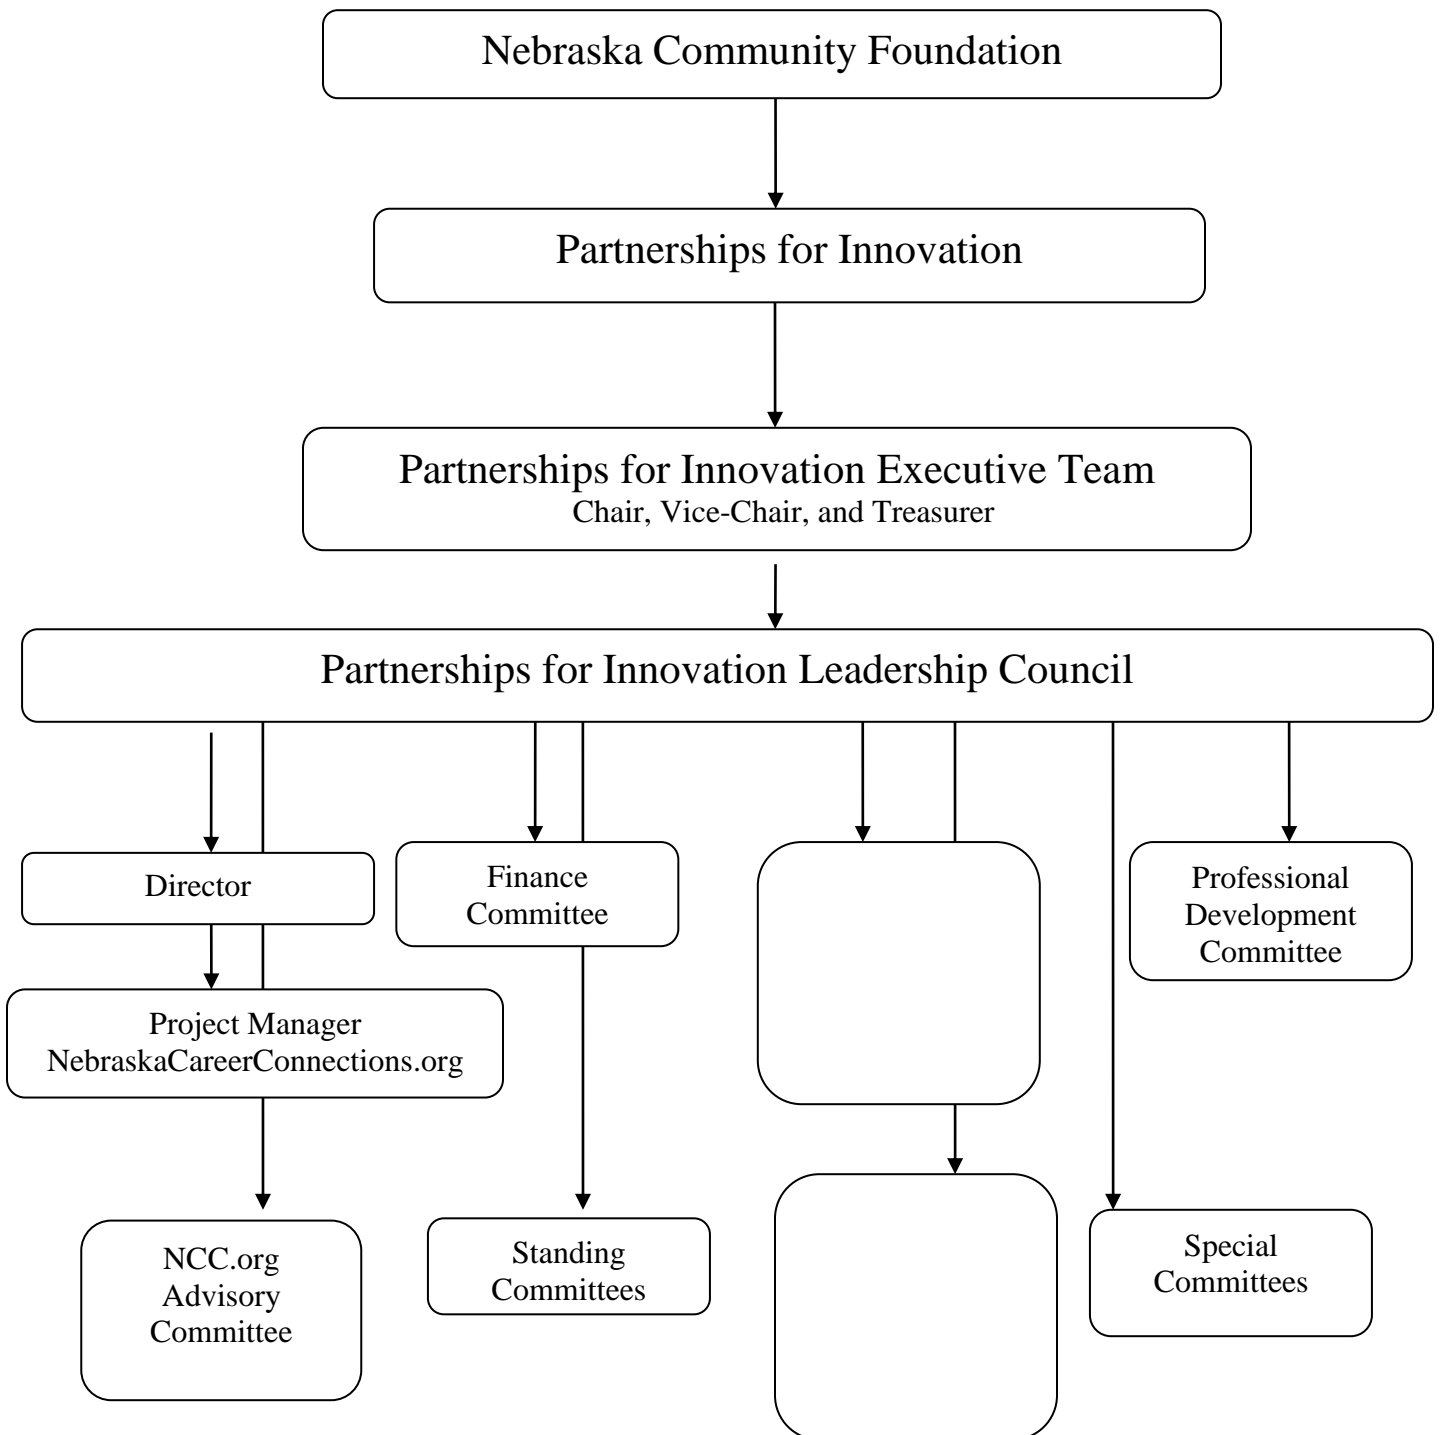 Nebraska Community Foundation
Partnerships for Innovation
Partnerships for Innovation Executive Team
Chair, Vice-Chair, and Treasurer
Partnerships for Innovation Leadership Council
Director
Finance
Committee
Professional
Development
Committee
Project Manager
NebraskaCareerConnections.org
NCC.org
Advisory
Committee
Standing
Committees
Special
Committees